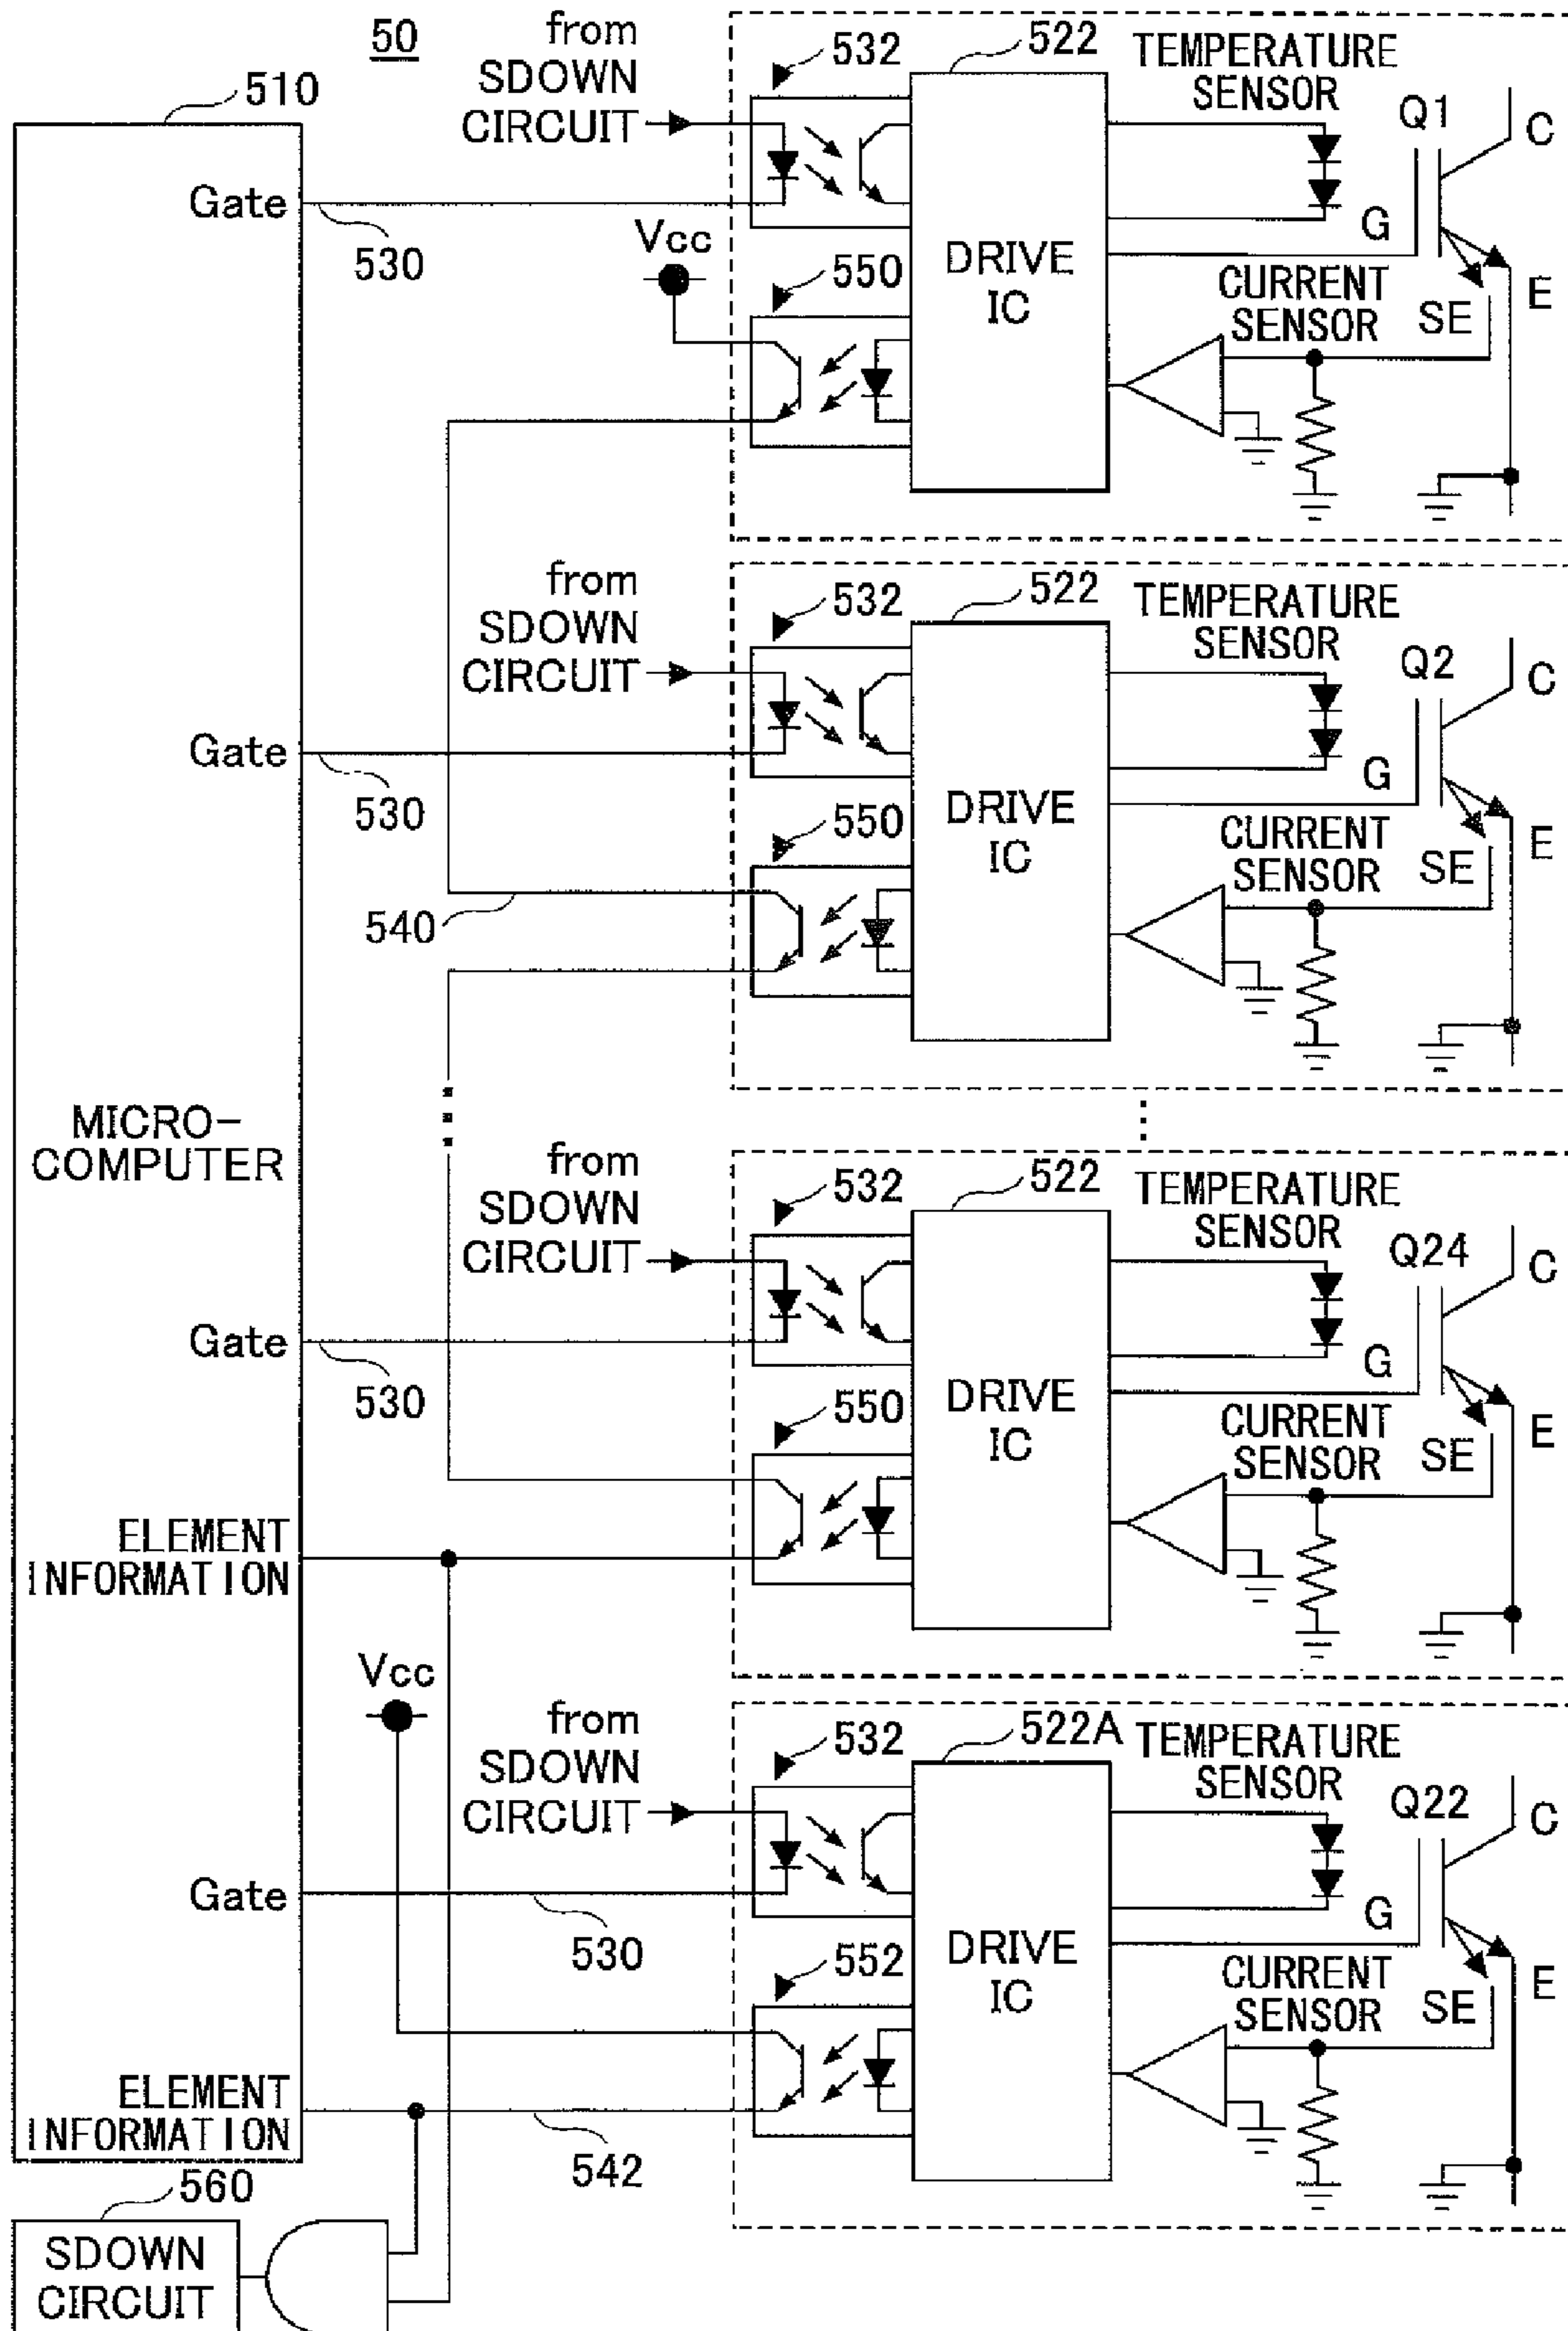 50
510
MICRO-
COMPUTER
from
SDOWN
CIRCUIT
532
522
TEMPERATURE
SENSOR
Q1
C
Gate
530
Vcc
550
DRIVE
IC
G
CURRENT
SENSOR
SE
E
from
SDOWN
CIRCUIT
532
522
TEMPERATURE
SENSOR
Q2
C
Gate
530
550
DRIVE
IC
G
CURRENT
SENSOR
SE
E
540
from
SDOWN
CIRCUIT
532
522
TEMPERATURE
SENSOR
Q24
C
Gate
530
550
DRIVE
IC
G
CURRENT
SENSOR
SE
E
ELEMENT
INFORMATION
Vcc
from
SDOWN
CIRCUIT
532
522A
TEMPERATURE
SENSOR
Q22
C
Gate
530
552
DRIVE
IC
G
CURRENT
SENSOR
SE
E
ELEMENT
INFORMATION
542
560
SDOWN
CIRCUIT